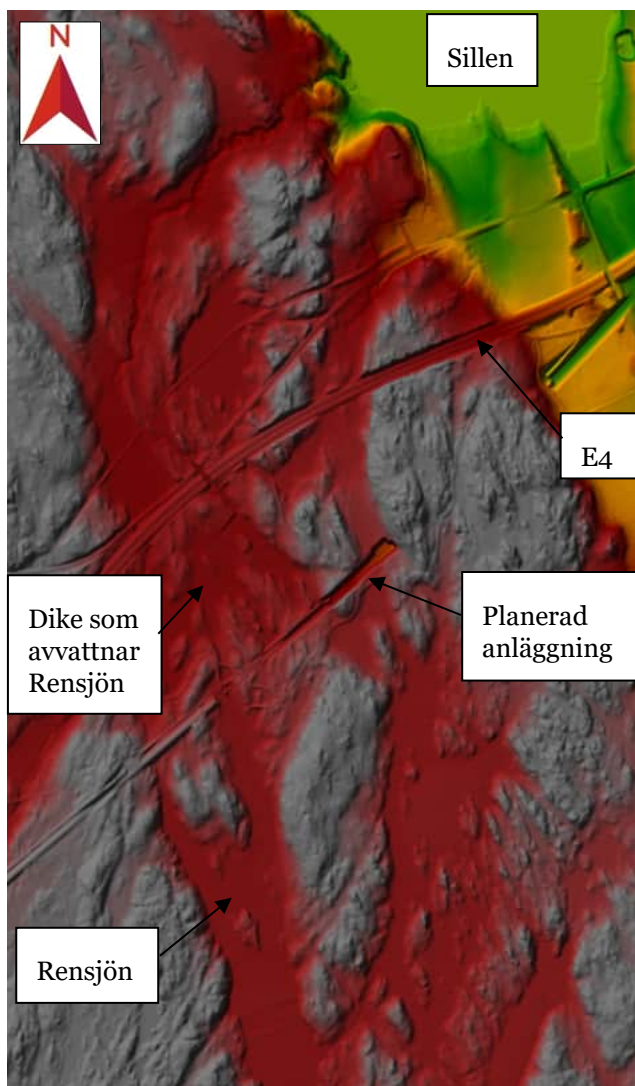 N
Sillen
E4
Dike som
avvattnar
Rensjön
Planerad
anläggning
Rensjön